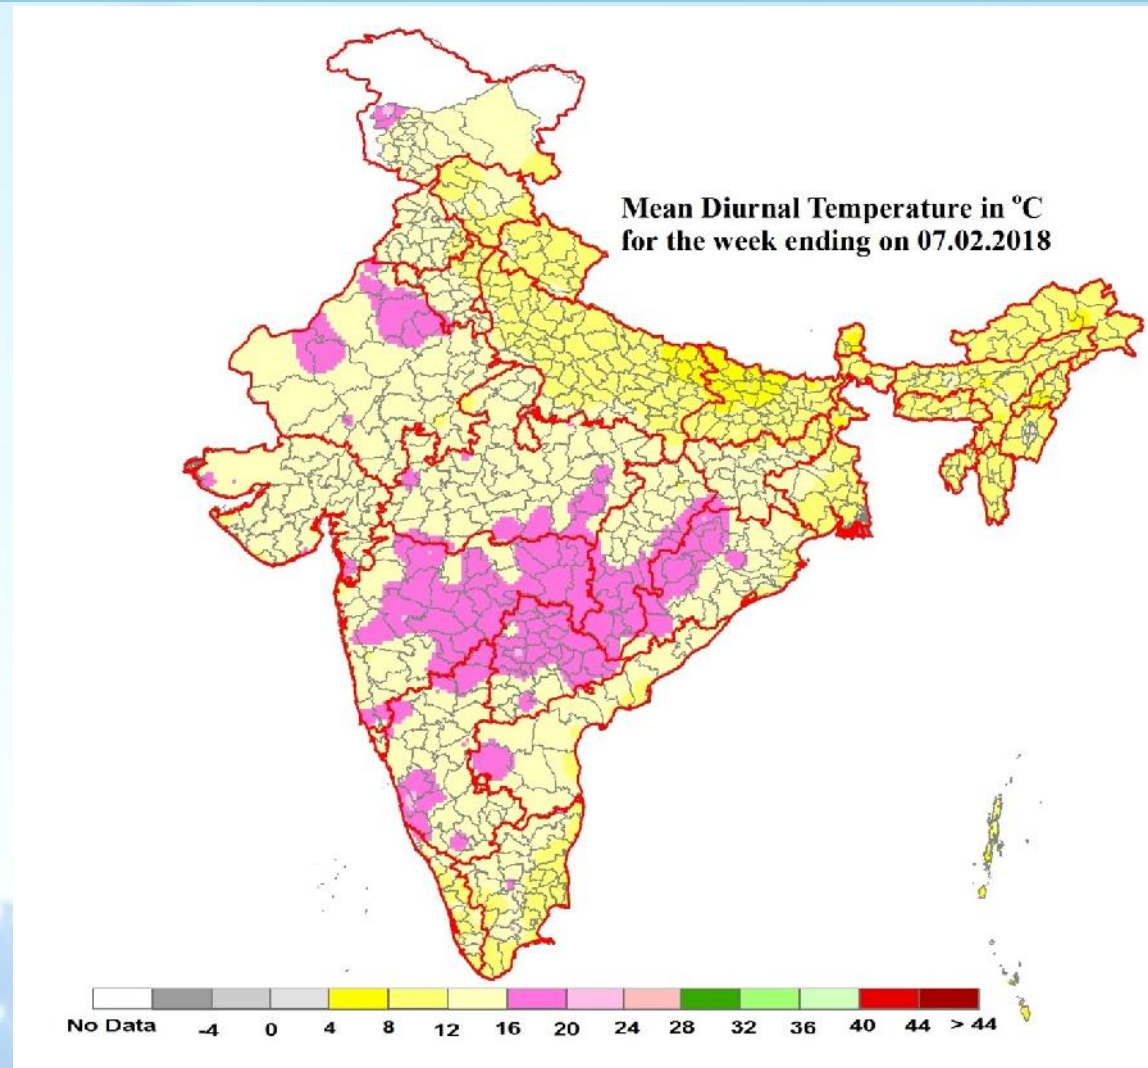 Mean Diurnal Temperature in °C
for the week ending on 07.02.2018
No Data -4 0 4 8 12 16 20 24 28 32 36 40 44 > 44